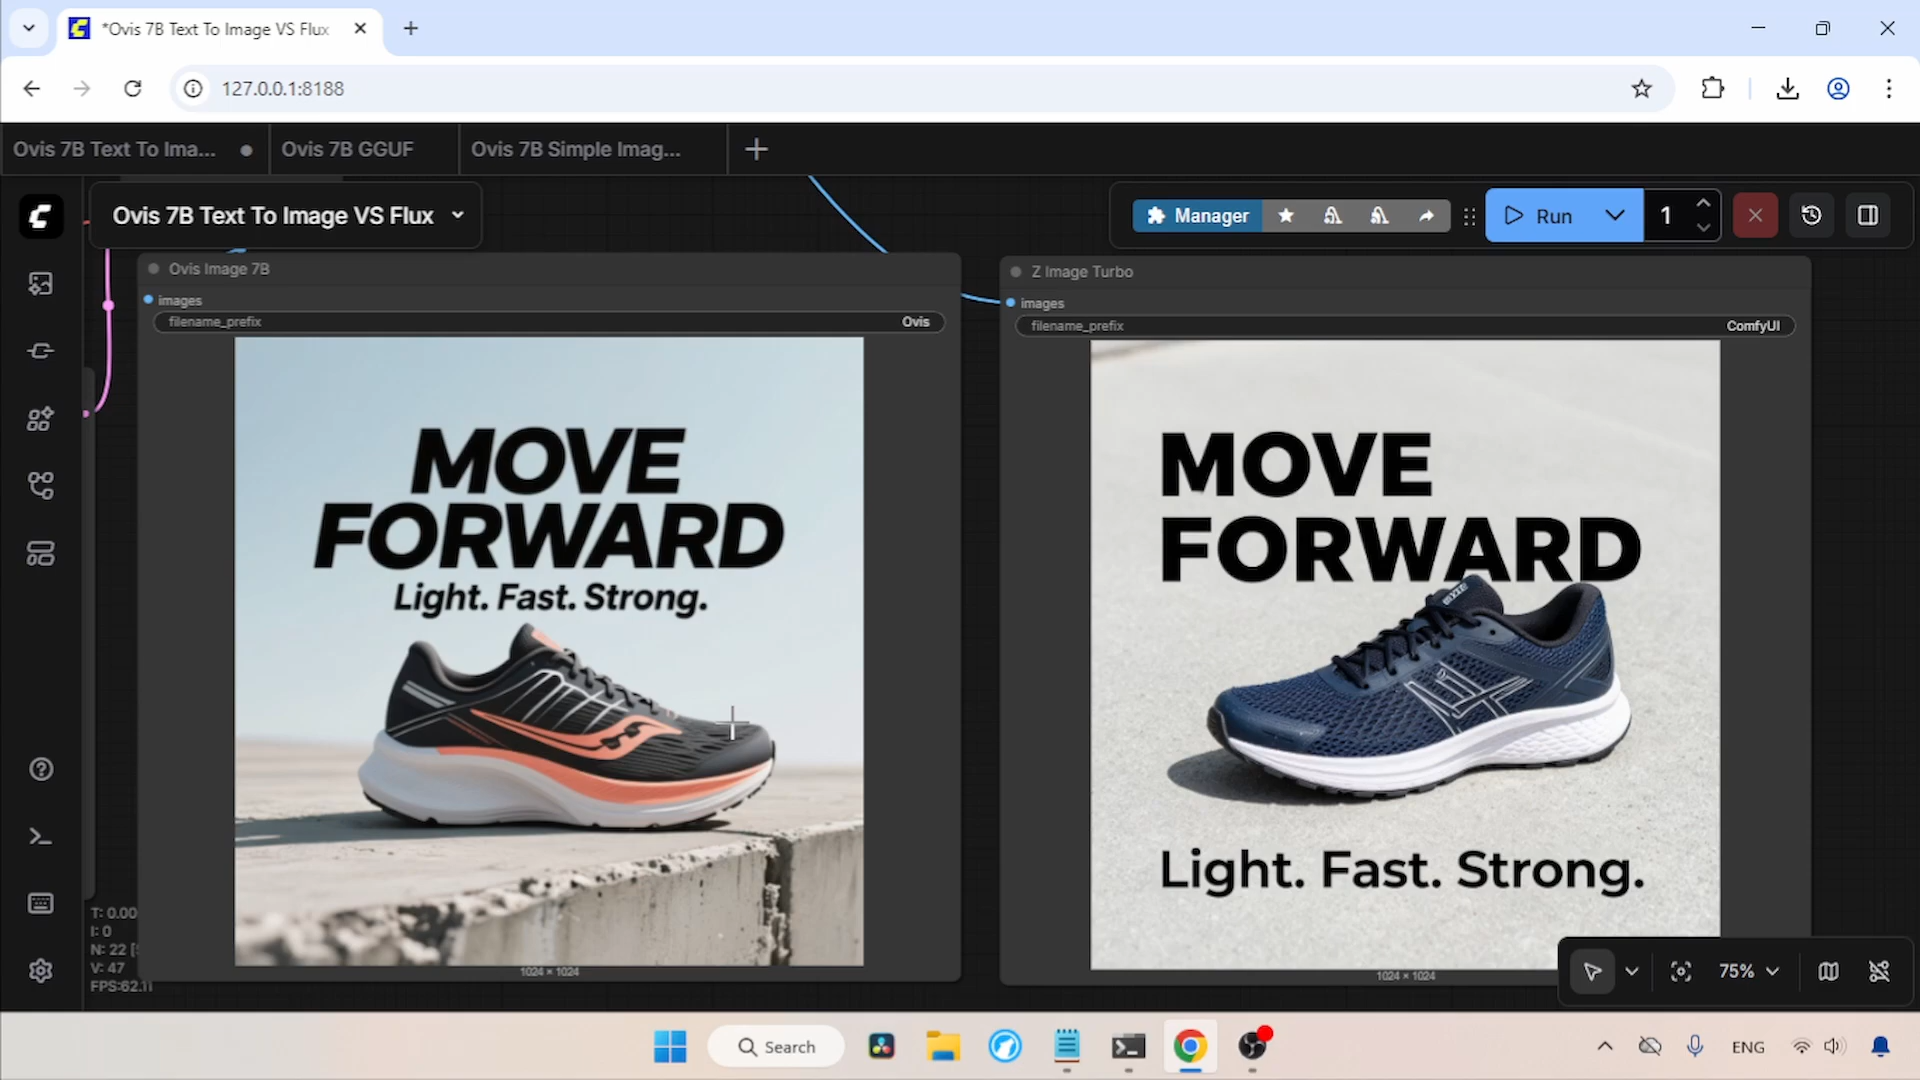 *Ovis 7B Text To Image VS Flux
127.0.0.1:8188
Ovis 7B Text To Ima...
Ovis 7B GGUF
Ovis 7B Simple Imag...
Ovis 7B Text To Image VS Flux
Manager
Run
1
Ovis Image 7B
images
filename_prefix
Ovis
MOVE
FORWARD
Light. Fast. Strong.
1024 × 1024
Z Image Turbo
images
filename_prefix
ComfyUI
MOVE
FORWARD
Light. Fast. Strong.
1024 × 1024
T: 0.00
I: 0
N: 22
V: 47
75%
Search
ENG